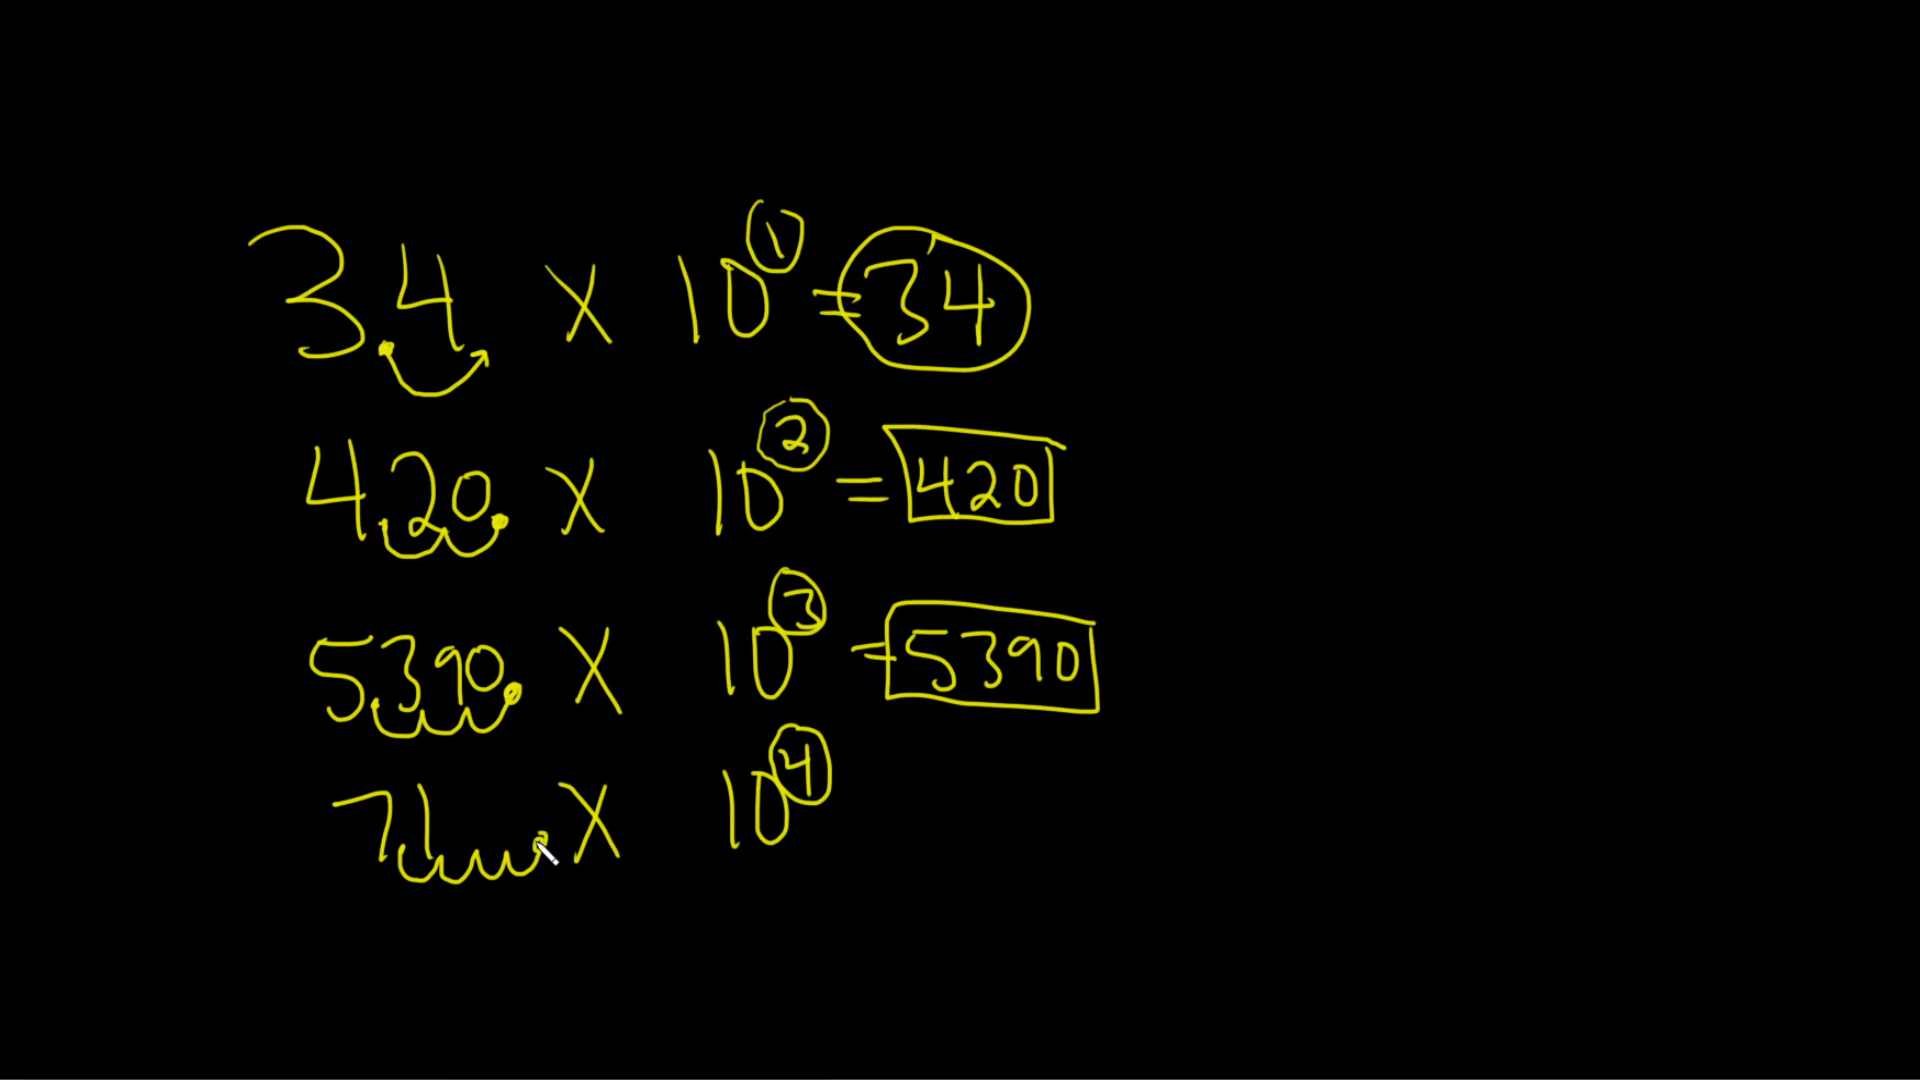 3.4 x 10^1 = 34
4.20. x 10^2 = 420
5.390. x 10^3 = 5390
7.1 x 10^4